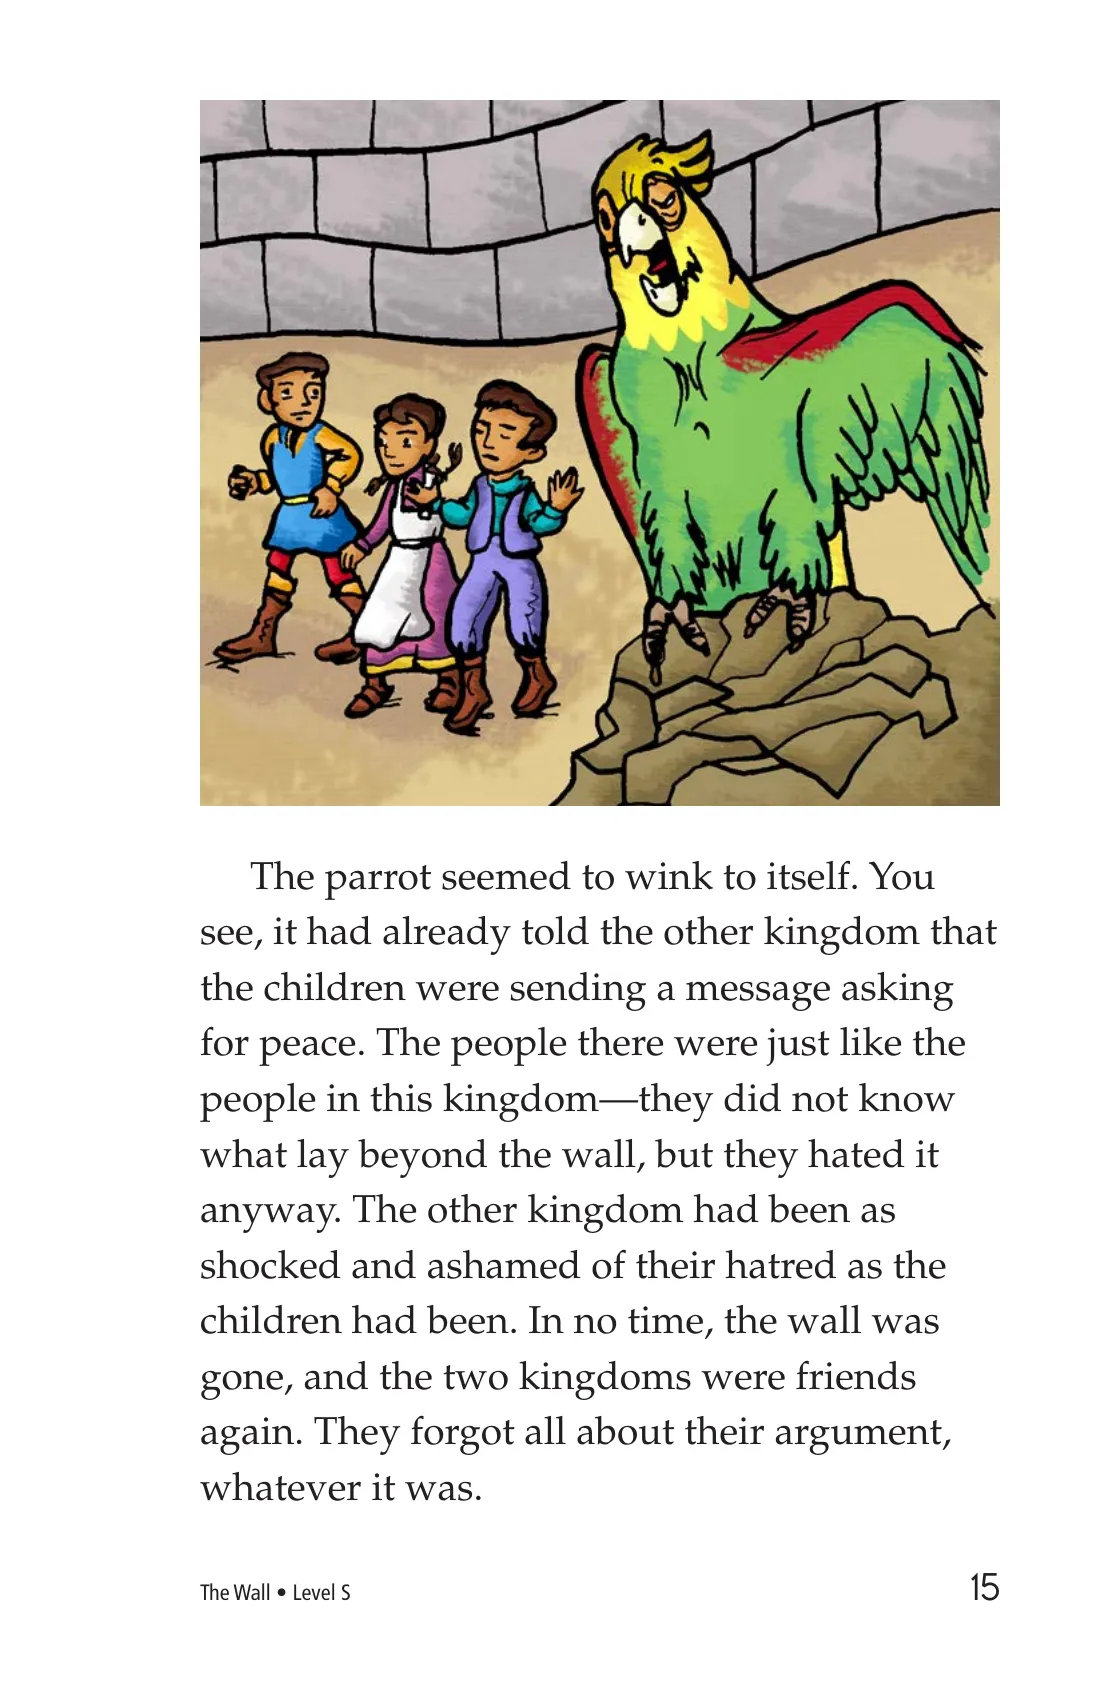 The parrot seemed to wink to itself. You
see, it had already told the other kingdom that
the children were sending a message asking
for peace. The people there were just like the
people in this kingdom—they did not know
what lay beyond the wall, but they hated it
anyway. The other kingdom had been as
shocked and ashamed of their hatred as the
children had been. In no time, the wall was
gone, and the two kingdoms were friends
again. They forgot all about their argument,
whatever it was.
The Wall • Level S
15